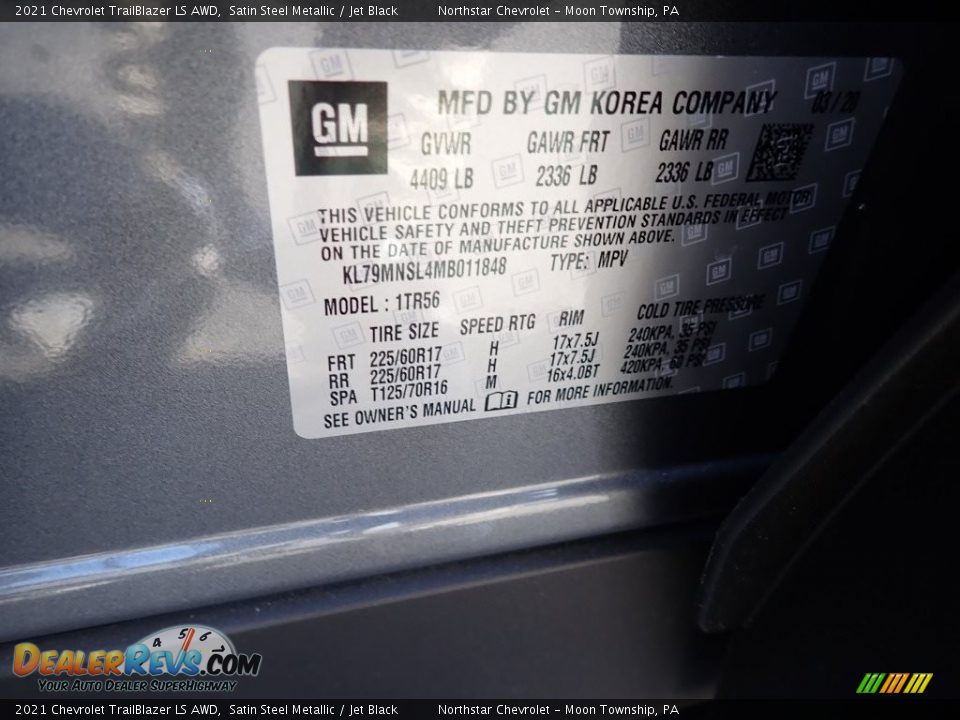 2021 Chevrolet TrailBlazer LS AWD, Satin Steel Metallic / Jet Black Northstar Chevrolet - Moon Township, PA
GM MFD BY GM KOREA COMPANY 03/20
GVWR GAWR FRT GAWR RR
4409 LB 2336 LB 2336 LB
THIS VEHICLE CONFORMS TO ALL APPLICABLE U.S. FEDERAL MOTOR
VEHICLE SAFETY AND THEFT PREVENTION STANDARDS IN EFFECT
ON THE DATE OF MANUFACTURE SHOWN ABOVE.
KL79MNSL4MB011848 TYPE: MPV
MODEL : 1TR56
TIRE SIZE SPEED RTG RIM COLD TIRE PRESSURE
FRT 225/60R17 H 17x7.5J 240KPA, 35 PSI
RR 225/60R17 H 17x7.5J 240KPA, 35 PSI
SPA T125/70R16 M 16x4.0BT 420KPA, 60 PSI
SEE OWNER'S MANUAL FOR MORE INFORMATION.
4 5 6 7
DealerRevs.com
Your Auto Dealer SuperHighway
2021 Chevrolet TrailBlazer LS AWD, Satin Steel Metallic / Jet Black Northstar Chevrolet - Moon Township, PA